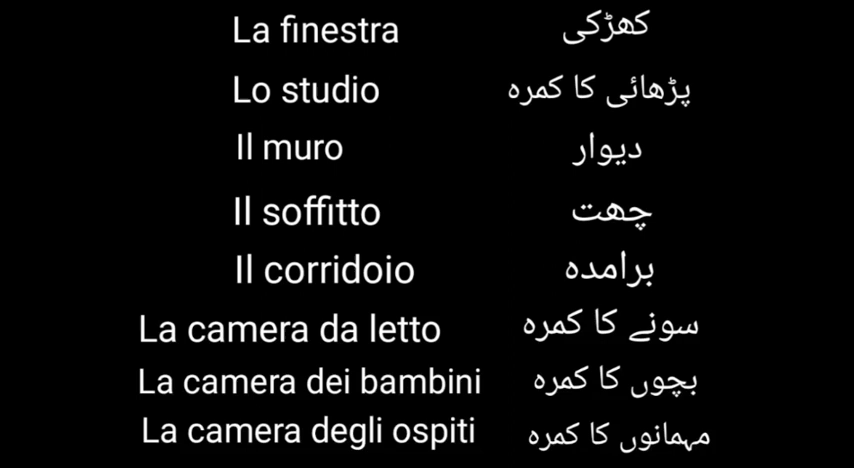 La finestra کھڑکی
Lo studio پڑھائی کا کمرہ
Il muro دیوار
Il soffitto چھت
Il corridoio برامدہ
La camera da letto سونے کا کمرہ
La camera dei bambini بچوں کا کمرہ
La camera degli ospiti مہمانوں کا کمرہ